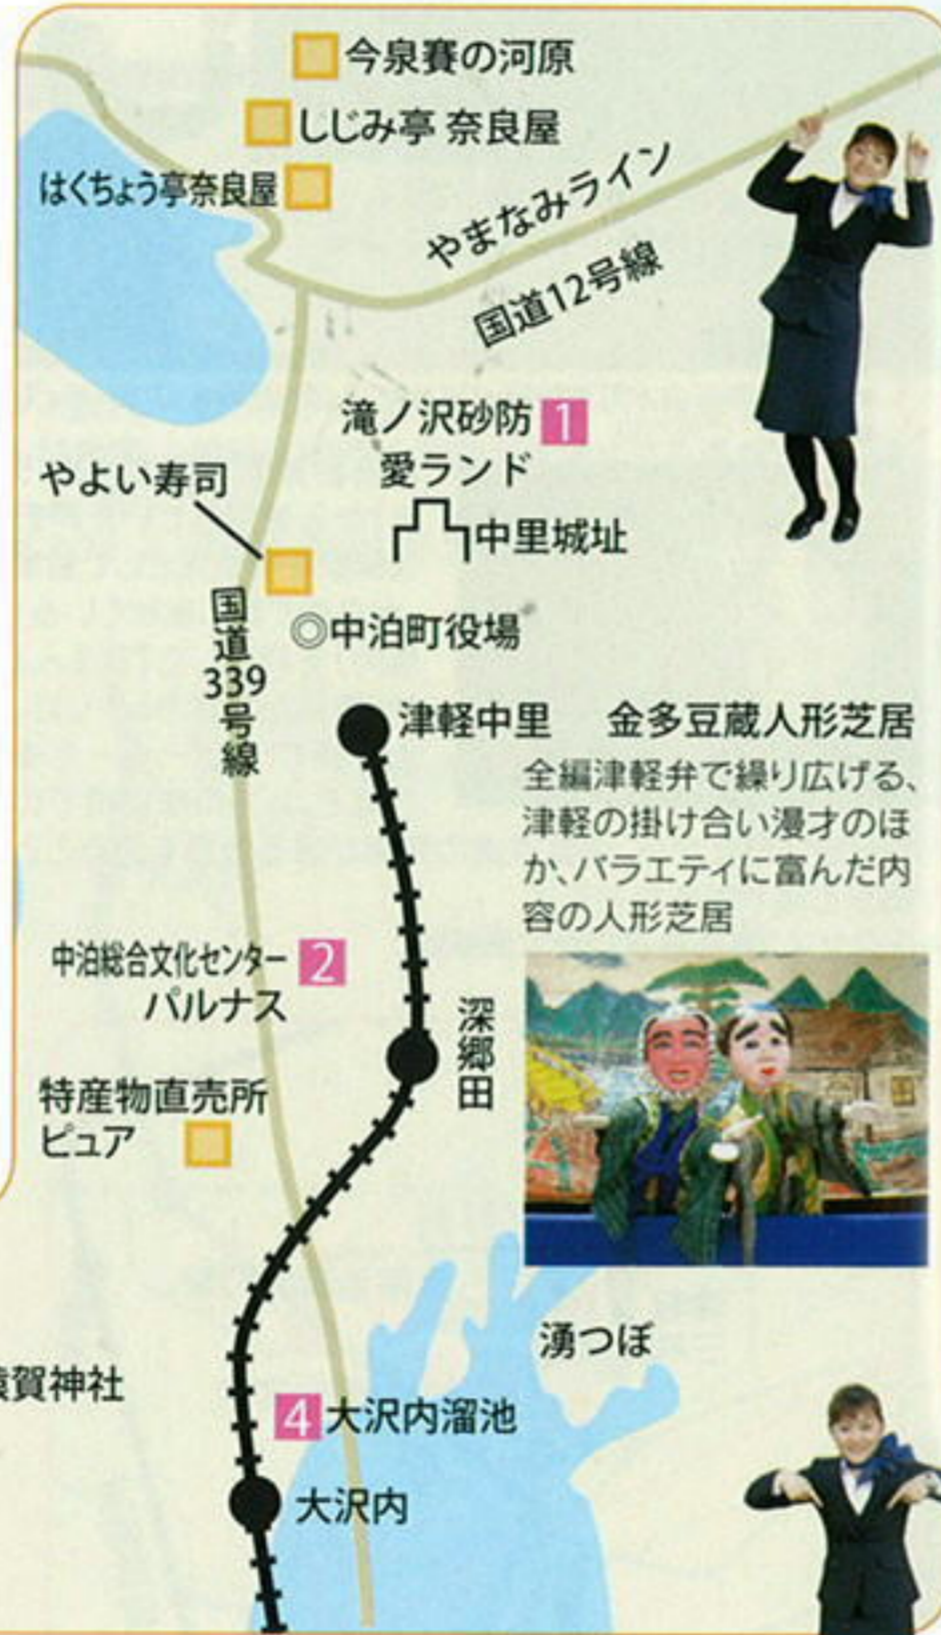 今泉賽の河原
しじみ亭 奈良屋
はくちょう亭奈良屋
やまなみライン
国道12号線
滝ノ沢砂防 1
愛ランド
やよい寿司
中里城址
国道339号線
◎中泊町役場
津軽中里
金多豆蔵人形芝居
全編津軽弁で繰り広げる、
津軽の掛け合い漫才のほ
か、バラエティに富んだ内
容の人形芝居
中泊総合文化センター 2
パルナス
深郷田
特産物直売所
ピュア
湧つぼ
賀神社
4 大沢内溜池
大沢内